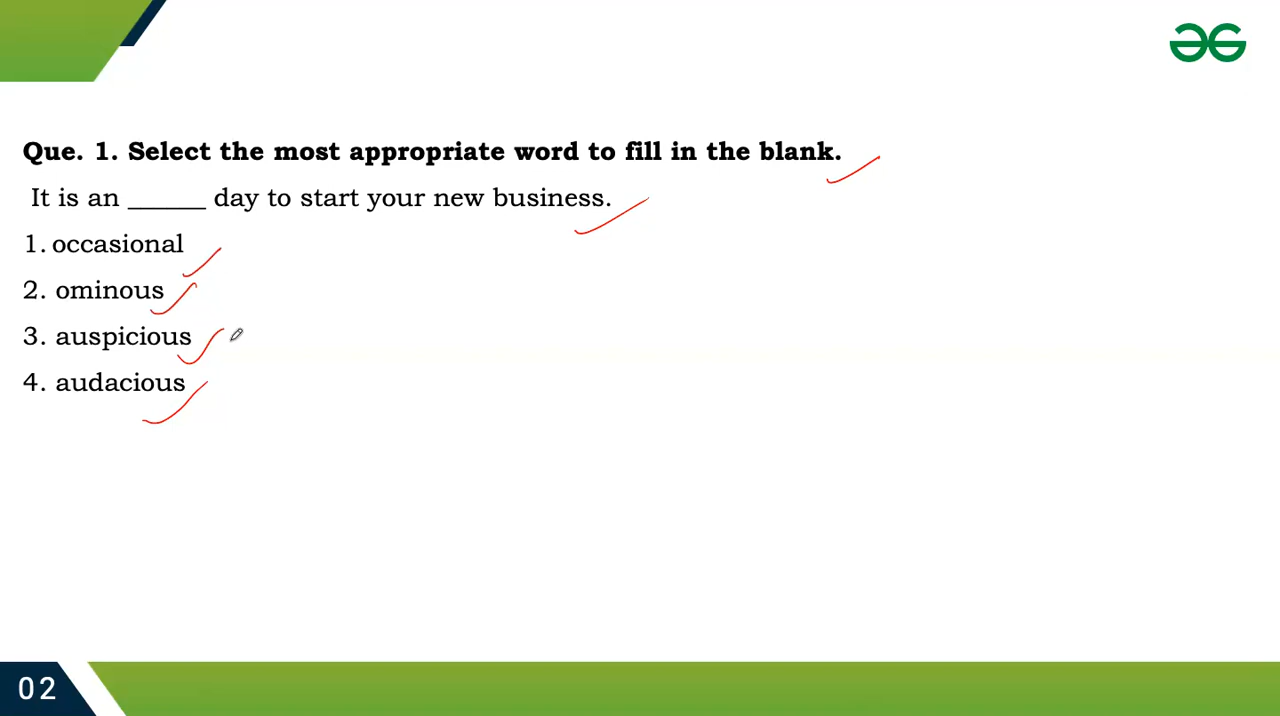 Que. 1. Select the most appropriate word to fill in the blank.
It is an ______ day to start your new business.
1. occasional
2. ominous
3. auspicious
4. audacious
02